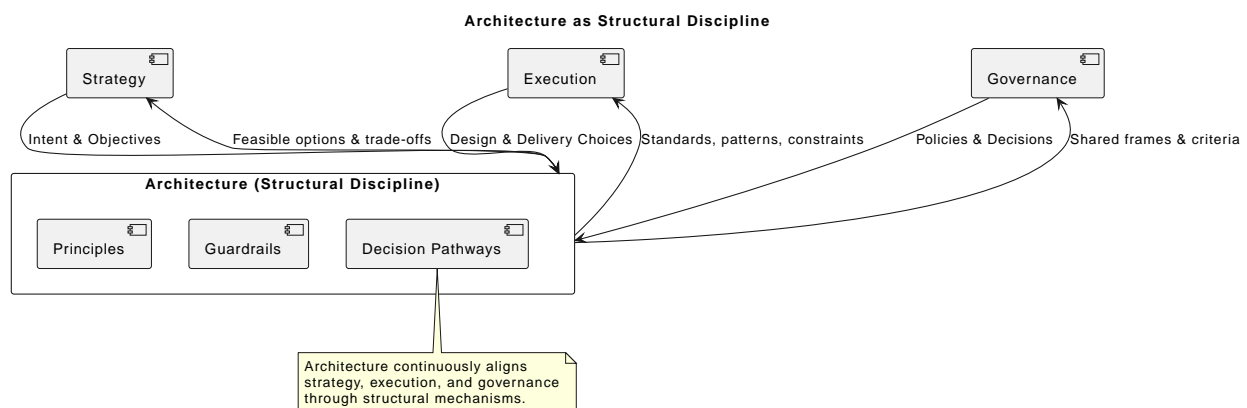 Architecture as Structural Discipline
Strategy
Execution
Governance
Intent & Objectives
Feasible options & trade-offs
Design & Delivery Choices
Standards, patterns, constraints
Policies & Decisions
Shared frames & criteria
Architecture (Structural Discipline)
Principles
Guardrails
Decision Pathways
Architecture continuously aligns
strategy, execution, and governance
through structural mechanisms.